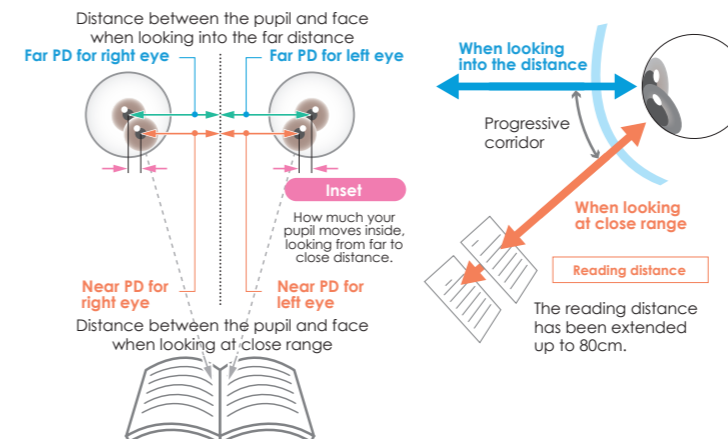 Distance between the pupil and face
when looking into the far distance
Far PD for right eye
Far PD for left eye
Inset
How much your
pupil moves inside,
looking from far to
close distance.
Near PD for
right eye
Near PD for
left eye
Distance between the pupil and face
when looking at close range
When looking
into the distance
Progressive
corridor
When looking
at close range
Reading distance
The reading distance
has been extended
up to 80cm.